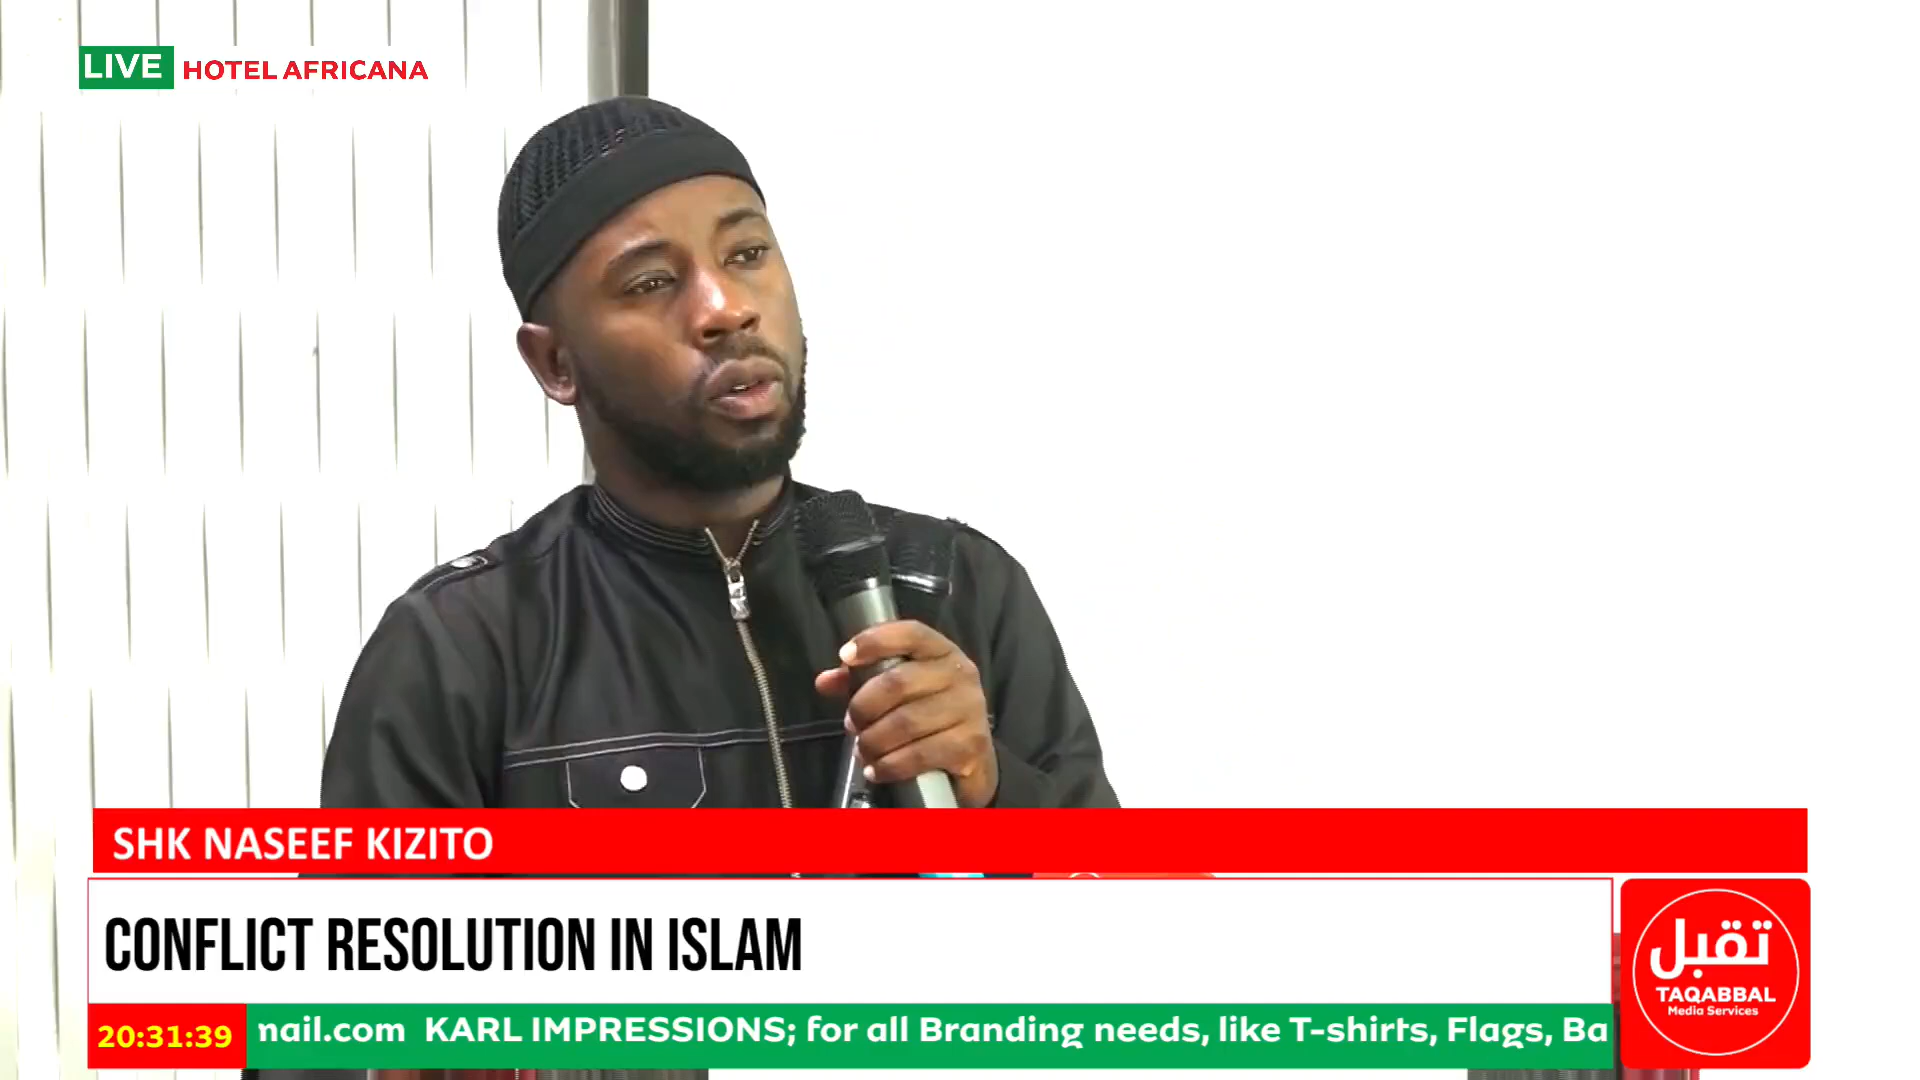 LIVE HOTEL AFRICANA
SHK NASEEF KIZITO
CONFLICT RESOLUTION IN ISLAM
تقبل
TAQABBAL
Media Services
20:31:39 nail.com KARL IMPRESSIONS; for all Branding needs, like T-shirts, Flags, Ba